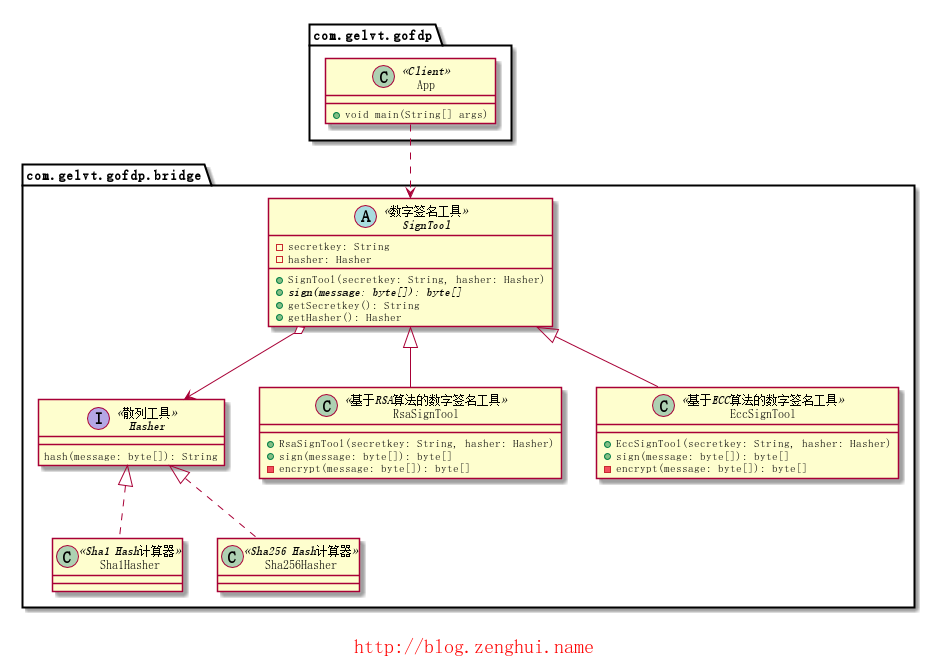 com.gelvt.gofdp
C
«Client»
App
void main(String[] args)
com.gelvt.gofdp.bridge
A
«数字签名工具»
SignTool
secretkey: String
hasher: Hasher
SignTool(secretkey: String, hasher: Hasher)
sign(message: byte[]): byte[]
getSecretkey(): String
getHasher(): Hasher
I
«散列工具»
Hasher
hash(message: byte[]): String
C
«基于RSA算法的数字签名工具»
RsaSignTool
RsaSignTool(secretkey: String, hasher: Hasher)
sign(message: byte[]): byte[]
encrypt(message: byte[]): byte[]
C
«基于ECC算法的数字签名工具»
EccSignTool
EccSignTool(secretkey: String, hasher: Hasher)
sign(message: byte[]): byte[]
encrypt(message: byte[]): byte[]
C
«Sha1 Hash计算器»
Sha1Hasher
C
«Sha256 Hash计算器»
Sha256Hasher
http://blog.zenghui.name